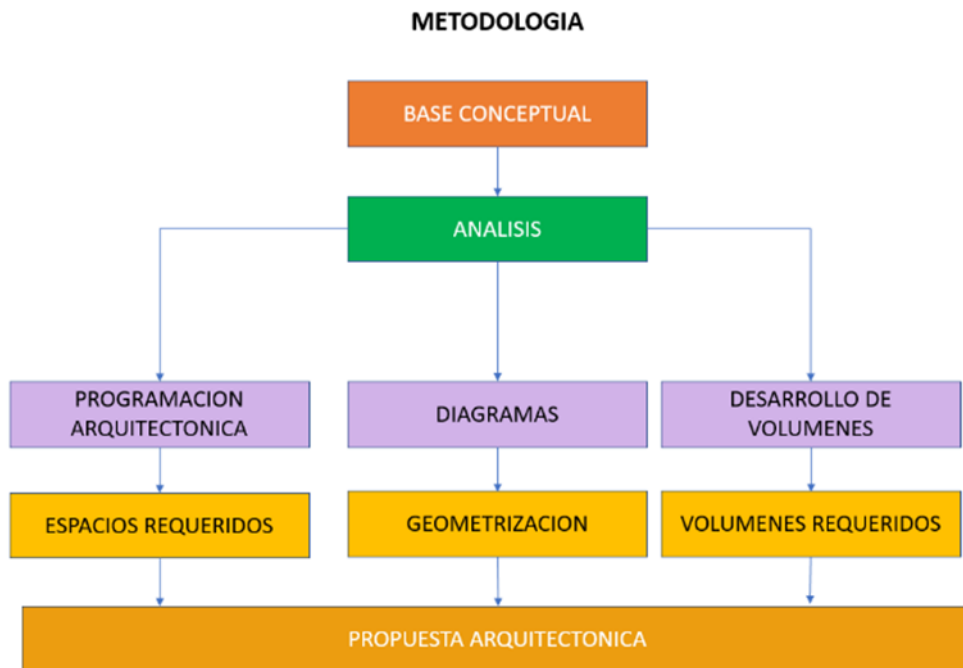 METODOLOGIA
BASE CONCEPTUAL
ANALISIS
PROGRAMACION
ARQUITECTONICA
DIAGRAMAS
DESARROLLO DE
VOLUMENES
ESPACIOS REQUERIDOS
GEOMETRIZACION
VOLUMENES REQUERIDOS
PROPUESTA ARQUITECTONICA